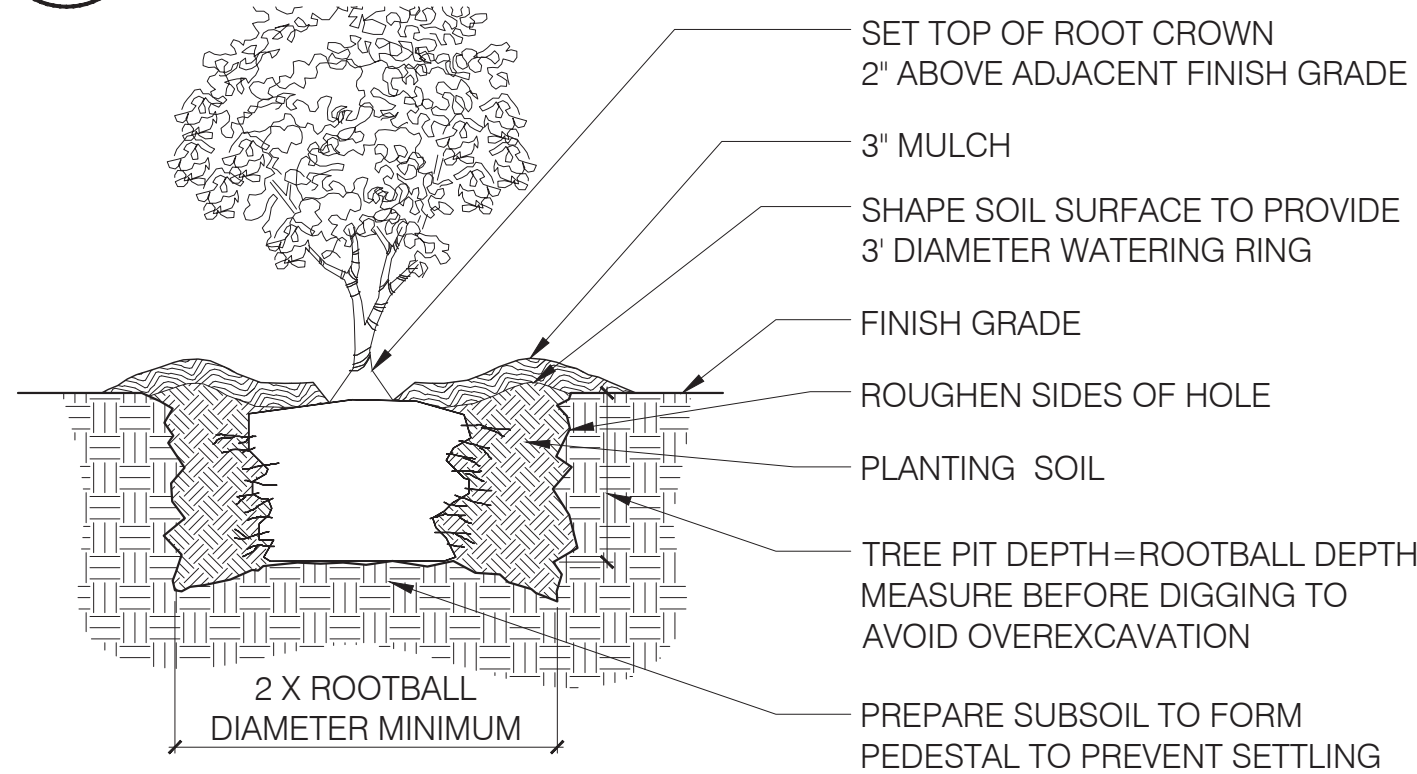 SET TOP OF ROOT CROWN
2" ABOVE ADJACENT FINISH GRADE
3" MULCH
SHAPE SOIL SURFACE TO PROVIDE
3' DIAMETER WATERING RING
FINISH GRADE
ROUGHEN SIDES OF HOLE
PLANTING SOIL
TREE PIT DEPTH=ROOTBALL DEPTH
MEASURE BEFORE DIGGING TO
AVOID OVEREXCAVATION
2 X ROOTBALL
DIAMETER MINIMUM
PREPARE SUBSOIL TO FORM
PEDESTAL TO PREVENT SETTLING